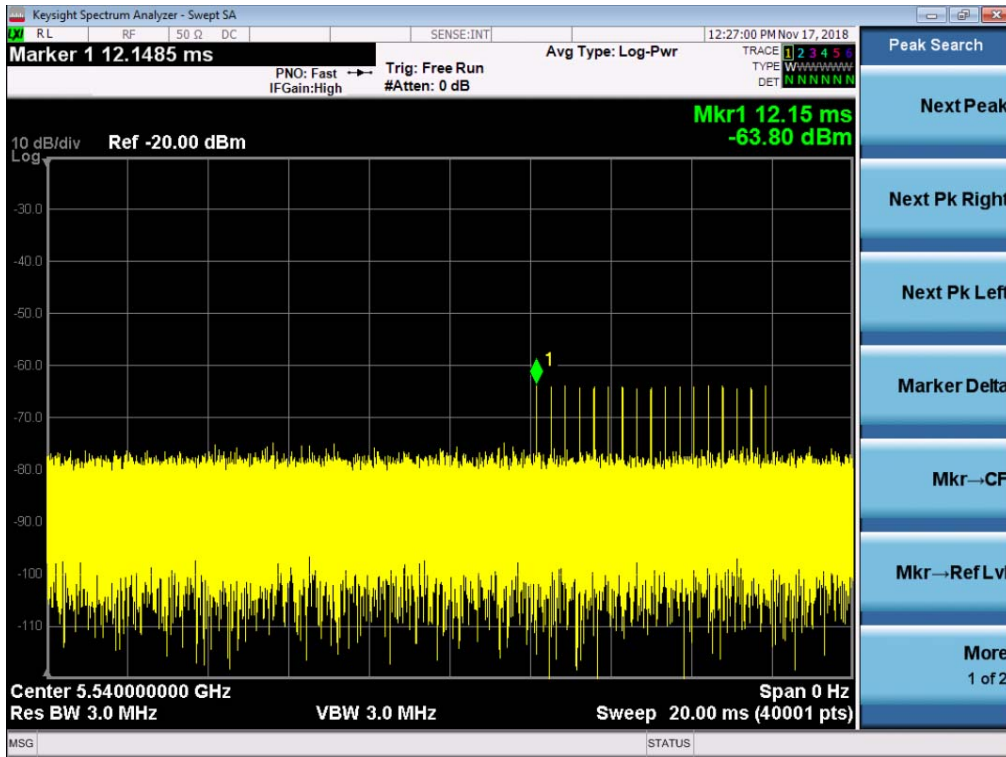 Keysight Spectrum Analyzer - Swept SA
LXI RL RF 50 Ω DC SENSE:INT 12:27:00 PM Nov 17, 2018
Marker 1 12.1485 ms
PNO: Fast
IFGain:High
Trig: Free Run
#Atten: 0 dB
Avg Type: Log-Pwr
TRACE 1 2 3 4 5 6
TYPE WWWWWW
DET N N N N N N
Peak Search
Mkr1 12.15 ms
-63.80 dBm
10 dB/div Ref -20.00 dBm
Log
-30.0
-40.0
-50.0
-60.0
-70.0
-80.0
-90.0
-100
-110
1
Center 5.540000000 GHz Span 0 Hz
Res BW 3.0 MHz VBW 3.0 MHz Sweep 20.00 ms (40001 pts)
MSG STATUS
Next Peak
Next Pk Right
Next Pk Left
Marker Delta
Mkr→CF
Mkr→Ref Lvl
More
1 of 2